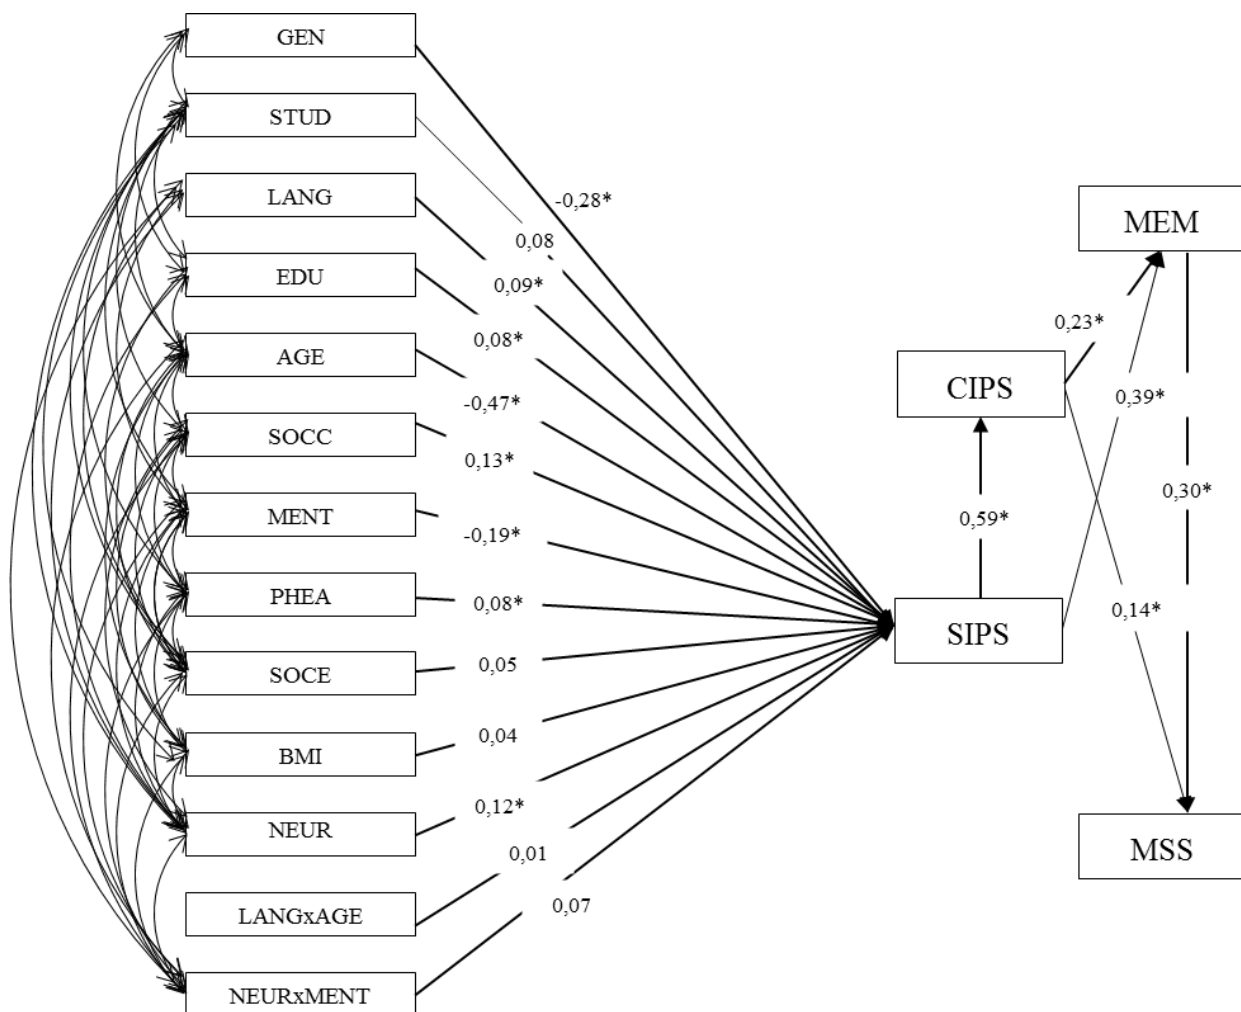 GEN
STUD
LANG
EDU
AGE
SOCC
MENT
PHEA
SOCE
BMI
NEUR
LANGxAGE
NEURxMENT
-0,28*
0,08
0,09*
0,08*
-0,47*
0,13*
-0,19*
0,08*
0,05
0,04
0,12*
0,01
0,07
SIPS
0,59*
CIPS
0,23*
0,39*
0,14*
MEM
0,30*
MSS